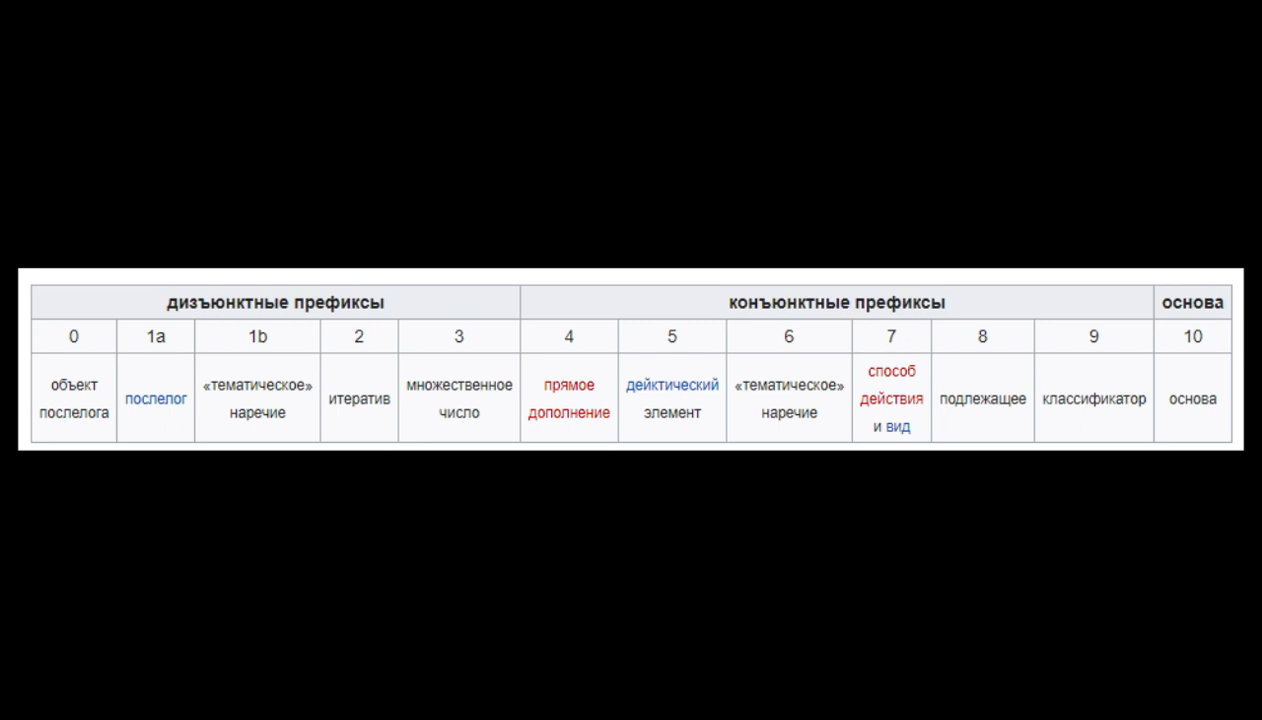 дизъюнктные префиксы конъюнктные префиксы основа
0 1a 1b 2 3 4 5 6 7 8 9 10
объект послелога послелог «тематическое» наречие итератив множественное число прямое дополнение дейктический элемент «тематическое» наречие способ действия и вид подлежащее классификатор основа